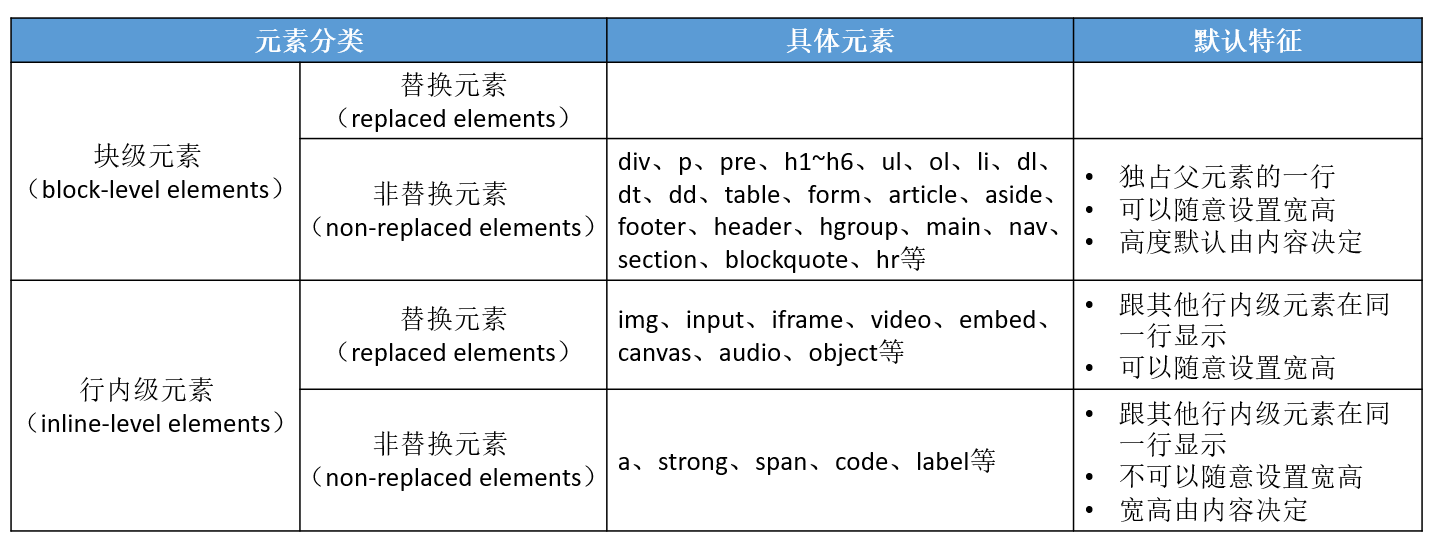 元素分类 具体元素 默认特征
块级元素
（block-level elements）
替换元素
（replaced elements）
非替换元素
（non-replaced elements）
div、p、pre、h1~h6、ul、ol、li、dl、
dt、dd、table、form、article、aside、
footer、header、hgroup、main、nav、
section、blockquote、hr等
• 独占父元素的一行
• 可以随意设置宽高
• 高度默认由内容决定
行内级元素
（inline-level elements）
替换元素
（replaced elements）
img、input、iframe、video、embed、
canvas、audio、object等
• 跟其他行内级元素在同
一行显示
• 可以随意设置宽高
非替换元素
（non-replaced elements）
a、strong、span、code、label等
• 跟其他行内级元素在同
一行显示
• 不可以随意设置宽高
• 宽高由内容决定